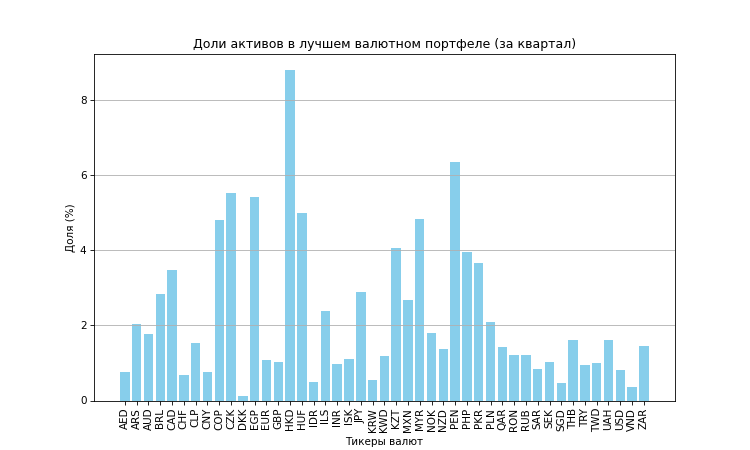 Доли активов в лучшем валютном портфеле (за квартал)
Доля (%)
8
6
4
2
0
AED ARS AUD BRL CAD CHF CLP CNY COP CZK DKK EGP EUR GBP HKD HUF IDR ILS INR ISK JPY KRW KWD KZT MXN MYR NOK NZD PEN PHP PKR PLN QAR RON RUB SAR SEK SGD THB TRY TWD UAH USD VND ZAR
Тикеры валют